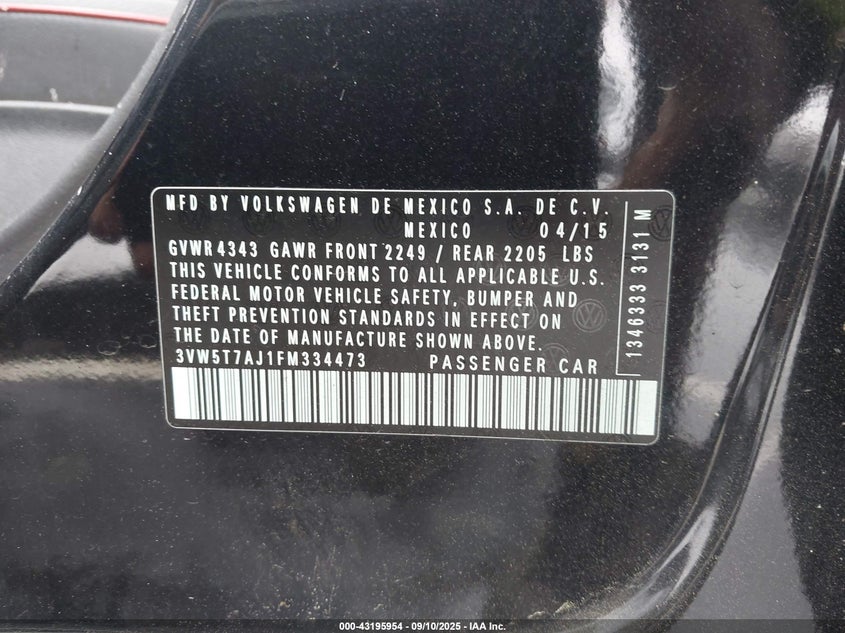 MFD BY VOLKSWAGEN DE MEXICO S.A. DE C.V.
MEXICO 04/15
GVWR 4343 GAWR FRONT 2249 / REAR 2205 LBS
THIS VEHICLE CONFORMS TO ALL APPLICABLE U.S.
FEDERAL MOTOR VEHICLE SAFETY, BUMPER AND
THEFT PREVENTION STANDARDS IN EFFECT ON
THE DATE OF MANUFACTURE SHOWN ABOVE.
3VW5T7AJ1FM334473 PASSENGER CAR
1346333 3131 M
000-43195954 - 09/10/2025 - IAA Inc.